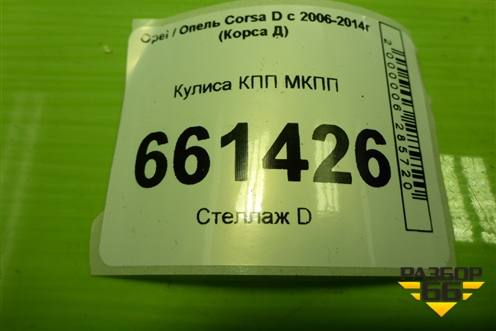 Opel / Опель Corsa D с 2006-2014г
(Корса Д)
Кулиса КПП МКПП
661426
Стеллаж D
2000006285720
РАЗБОР
66